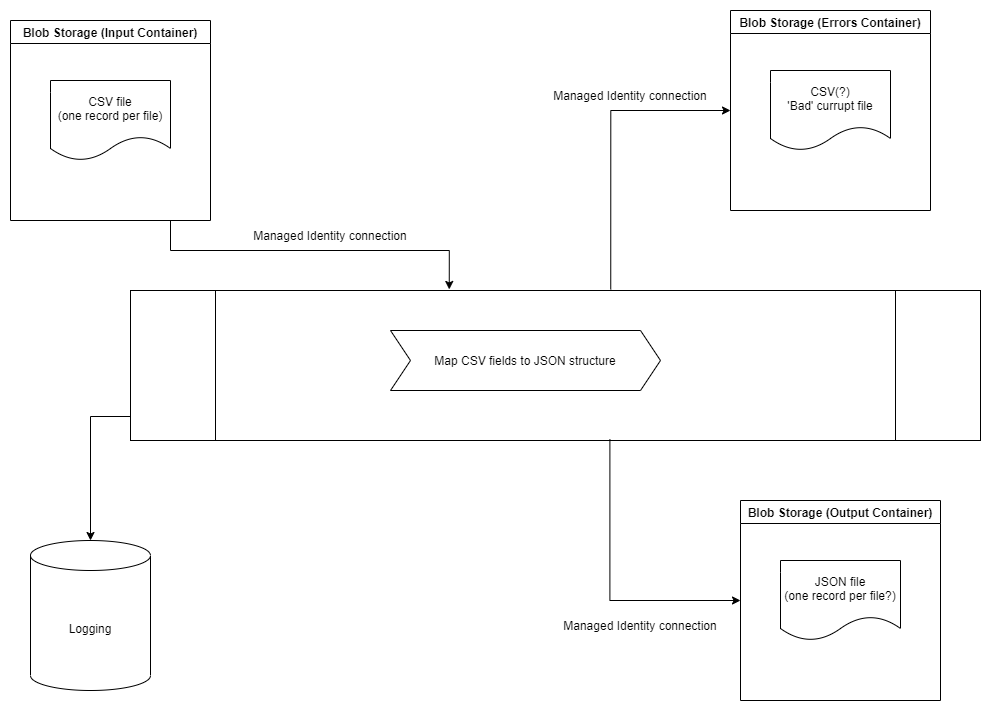 Blob Storage (Input Container)
CSV file
(one record per file)
Blob Storage (Errors Container)
CSV(?)
'Bad' currupt file
Managed Identity connection
Managed Identity connection
Map CSV fields to JSON structure
Logging
Blob Storage (Output Container)
JSON file
(one record per file?)
Managed Identity connection